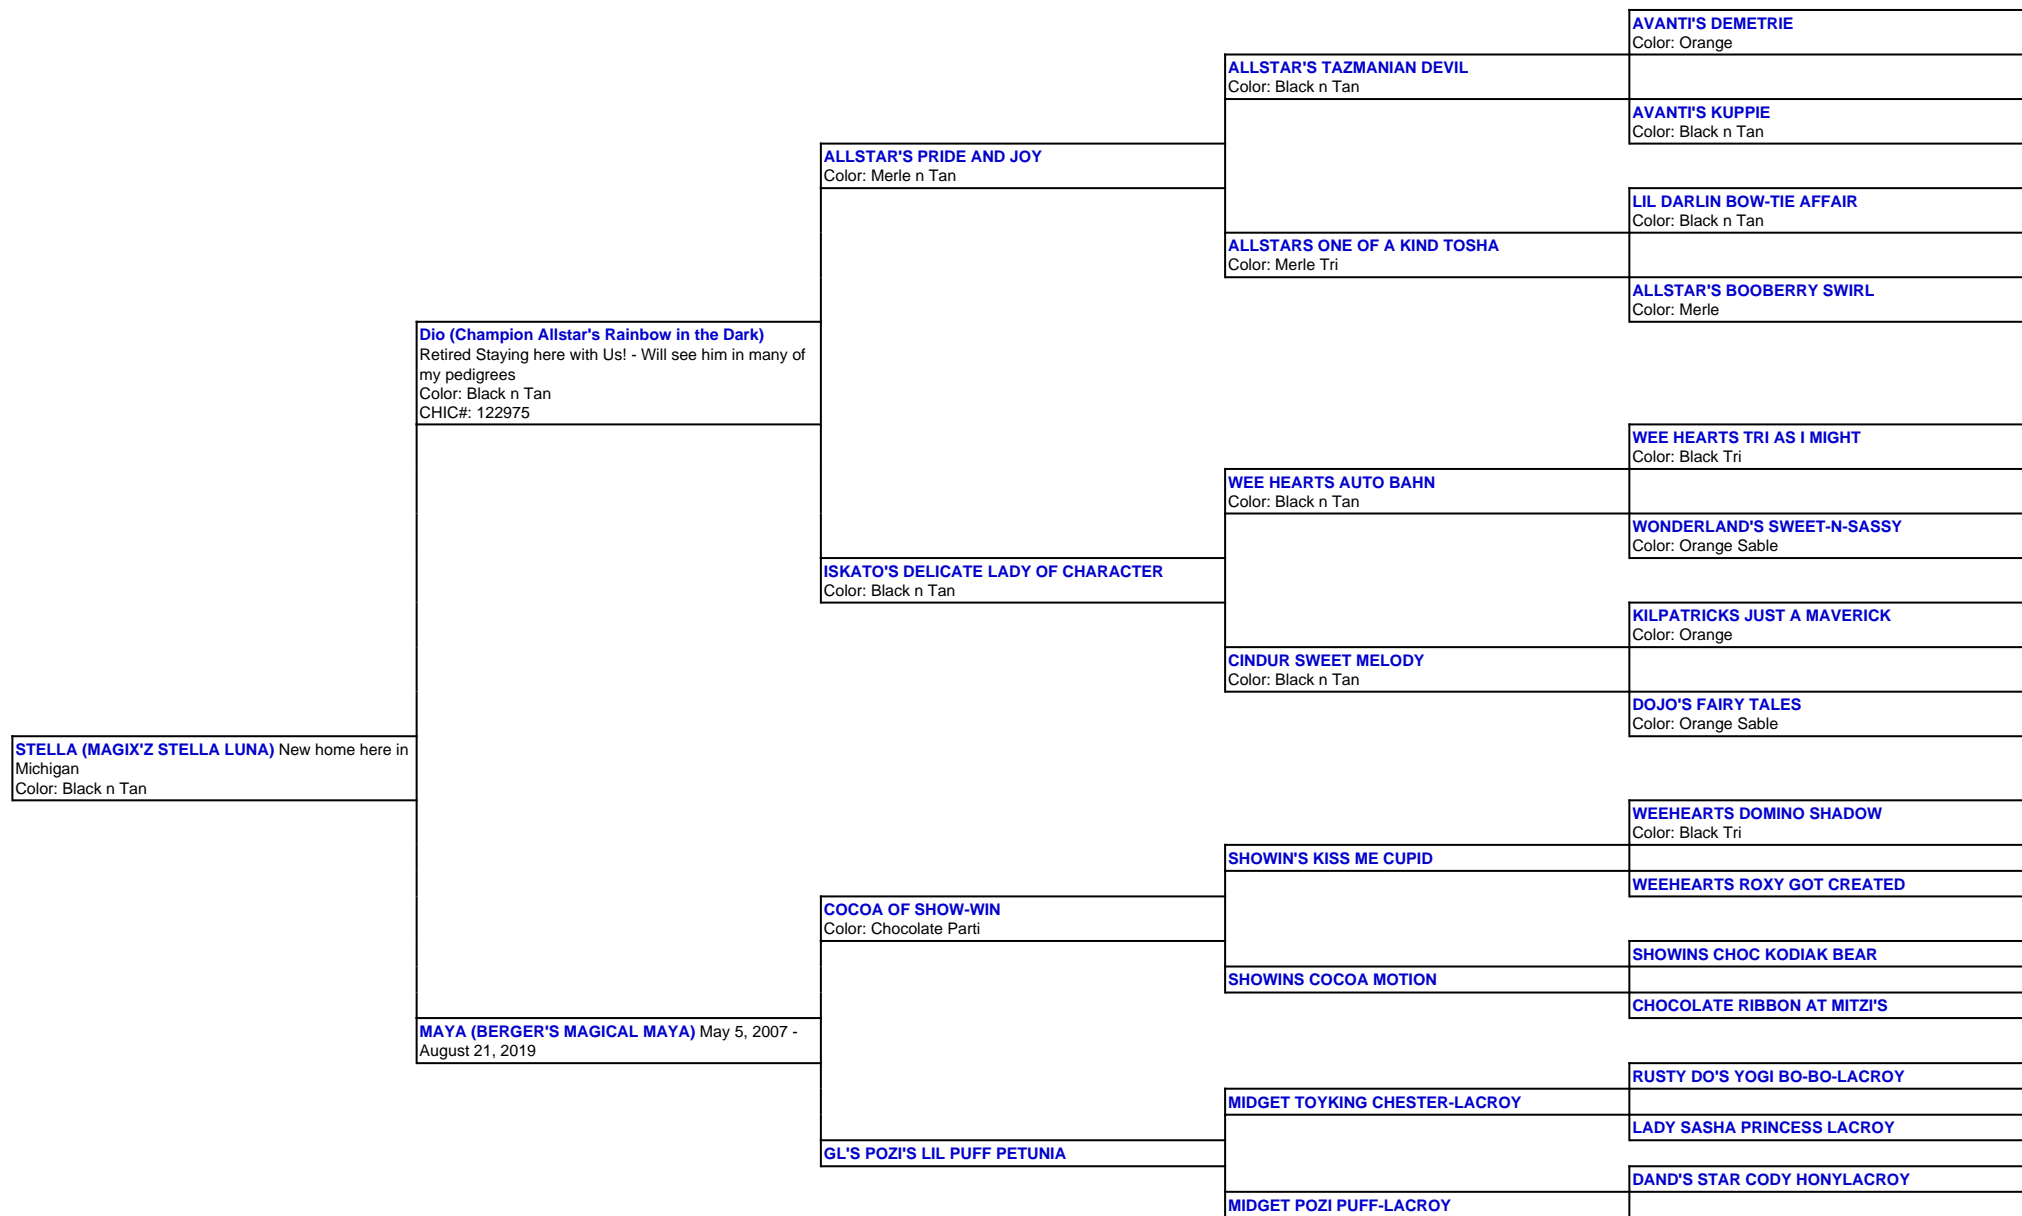 AVANTI'S DEMETRIE
Color: Orange
ALLSTAR'S TAZMANIAN DEVIL
Color: Black n Tan
AVANTI'S KUPPIE
Color: Black n Tan
ALLSTAR'S PRIDE AND JOY
Color: Merle n Tan
LIL DARLIN BOW-TIE AFFAIR
Color: Black n Tan
ALLSTARS ONE OF A KIND TOSHA
Color: Merle Tri
ALLSTAR'S BOOBERRY SWIRL
Color: Merle
Dio (Champion Allstar's Rainbow in the Dark)
Retired Staying here with Us! - Will see him in many of
my pedigrees
Color: Black n Tan
CHIC#: 122975
WEE HEARTS TRI AS I MIGHT
Color: Black Tri
WEE HEARTS AUTO BAHN
Color: Black n Tan
WONDERLAND'S SWEET-N-SASSY
Color: Orange Sable
ISKATO'S DELICATE LADY OF CHARACTER
Color: Black n Tan
KILPATRICKS JUST A MAVERICK
Color: Orange
CINDUR SWEET MELODY
Color: Black n Tan
DOJO'S FAIRY TALES
Color: Orange Sable
STELLA (MAGIX'Z STELLA LUNA) New home here in
Michigan
Color: Black n Tan
WEEHEARTS DOMINO SHADOW
Color: Black Tri
SHOWIN'S KISS ME CUPID
WEEHEARTS ROXY GOT CREATED
COCOA OF SHOW-WIN
Color: Chocolate Parti
SHOWINS CHOC KODIAK BEAR
SHOWINS COCOA MOTION
CHOCOLATE RIBBON AT MITZI'S
MAYA (BERGER'S MAGICAL MAYA) May 5, 2007 -
August 21, 2019
RUSTY DO'S YOGI BO-BO-LACROY
MIDGET TOYKING CHESTER-LACROY
LADY SASHA PRINCESS LACROY
GL'S POZI'S LIL PUFF PETUNIA
DAND'S STAR CODY HONYLACROY
MIDGET POZI PUFF-LACROY